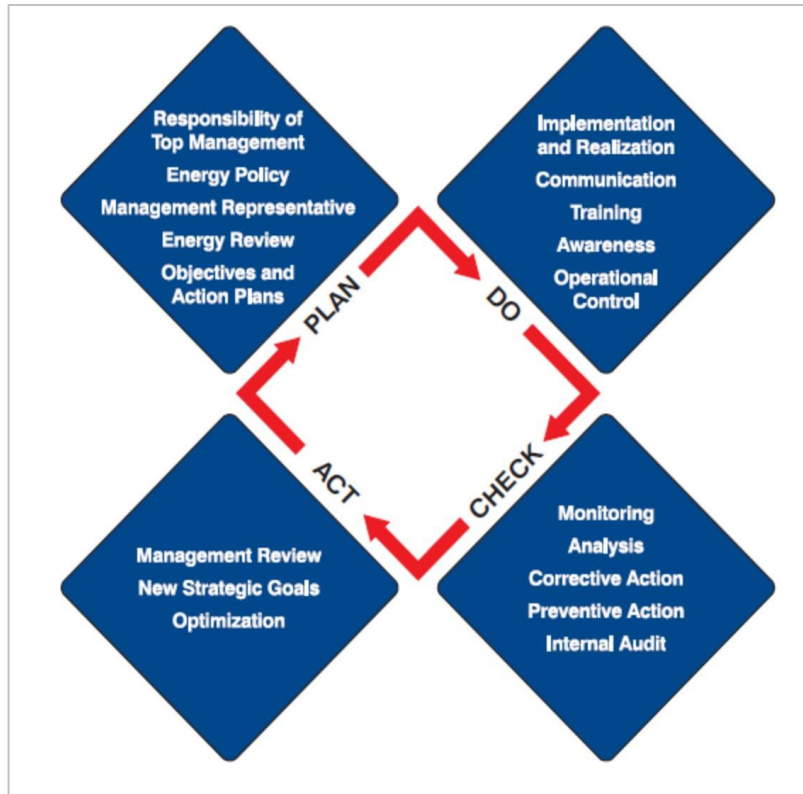 Responsibility of
Top Management
Energy Policy
Management Representative
Energy Review
Objectives and
Action Plans
Implementation
and Realization
Communication
Training
Awareness
Operational
Control
PLAN
DO
CHECK
ACT
Management Review
New Strategic Goals
Optimization
Monitoring
Analysis
Corrective Action
Preventive Action
Internal Audit